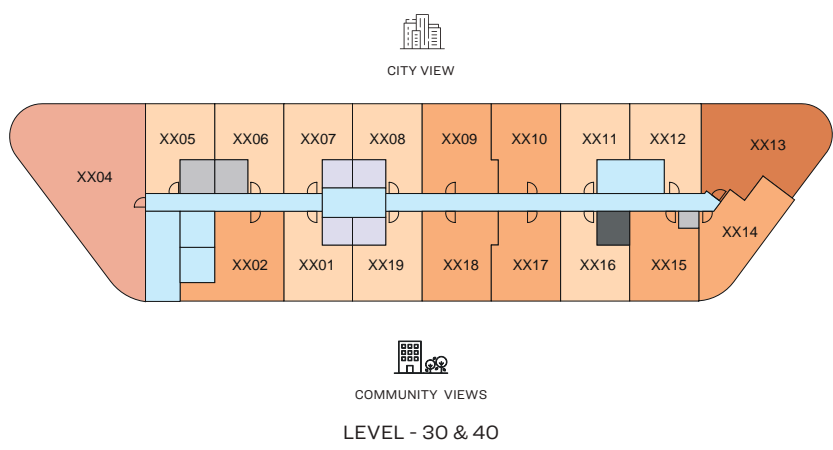 CITY VIEW
XX05 XX06 XX07 XX08 XX09 XX10 XX11 XX12
XX13
XX04
XX14
XX02 XX01 XX19 XX18 XX17 XX16 XX15
COMMUNITY VIEWS
LEVEL - 30 & 40